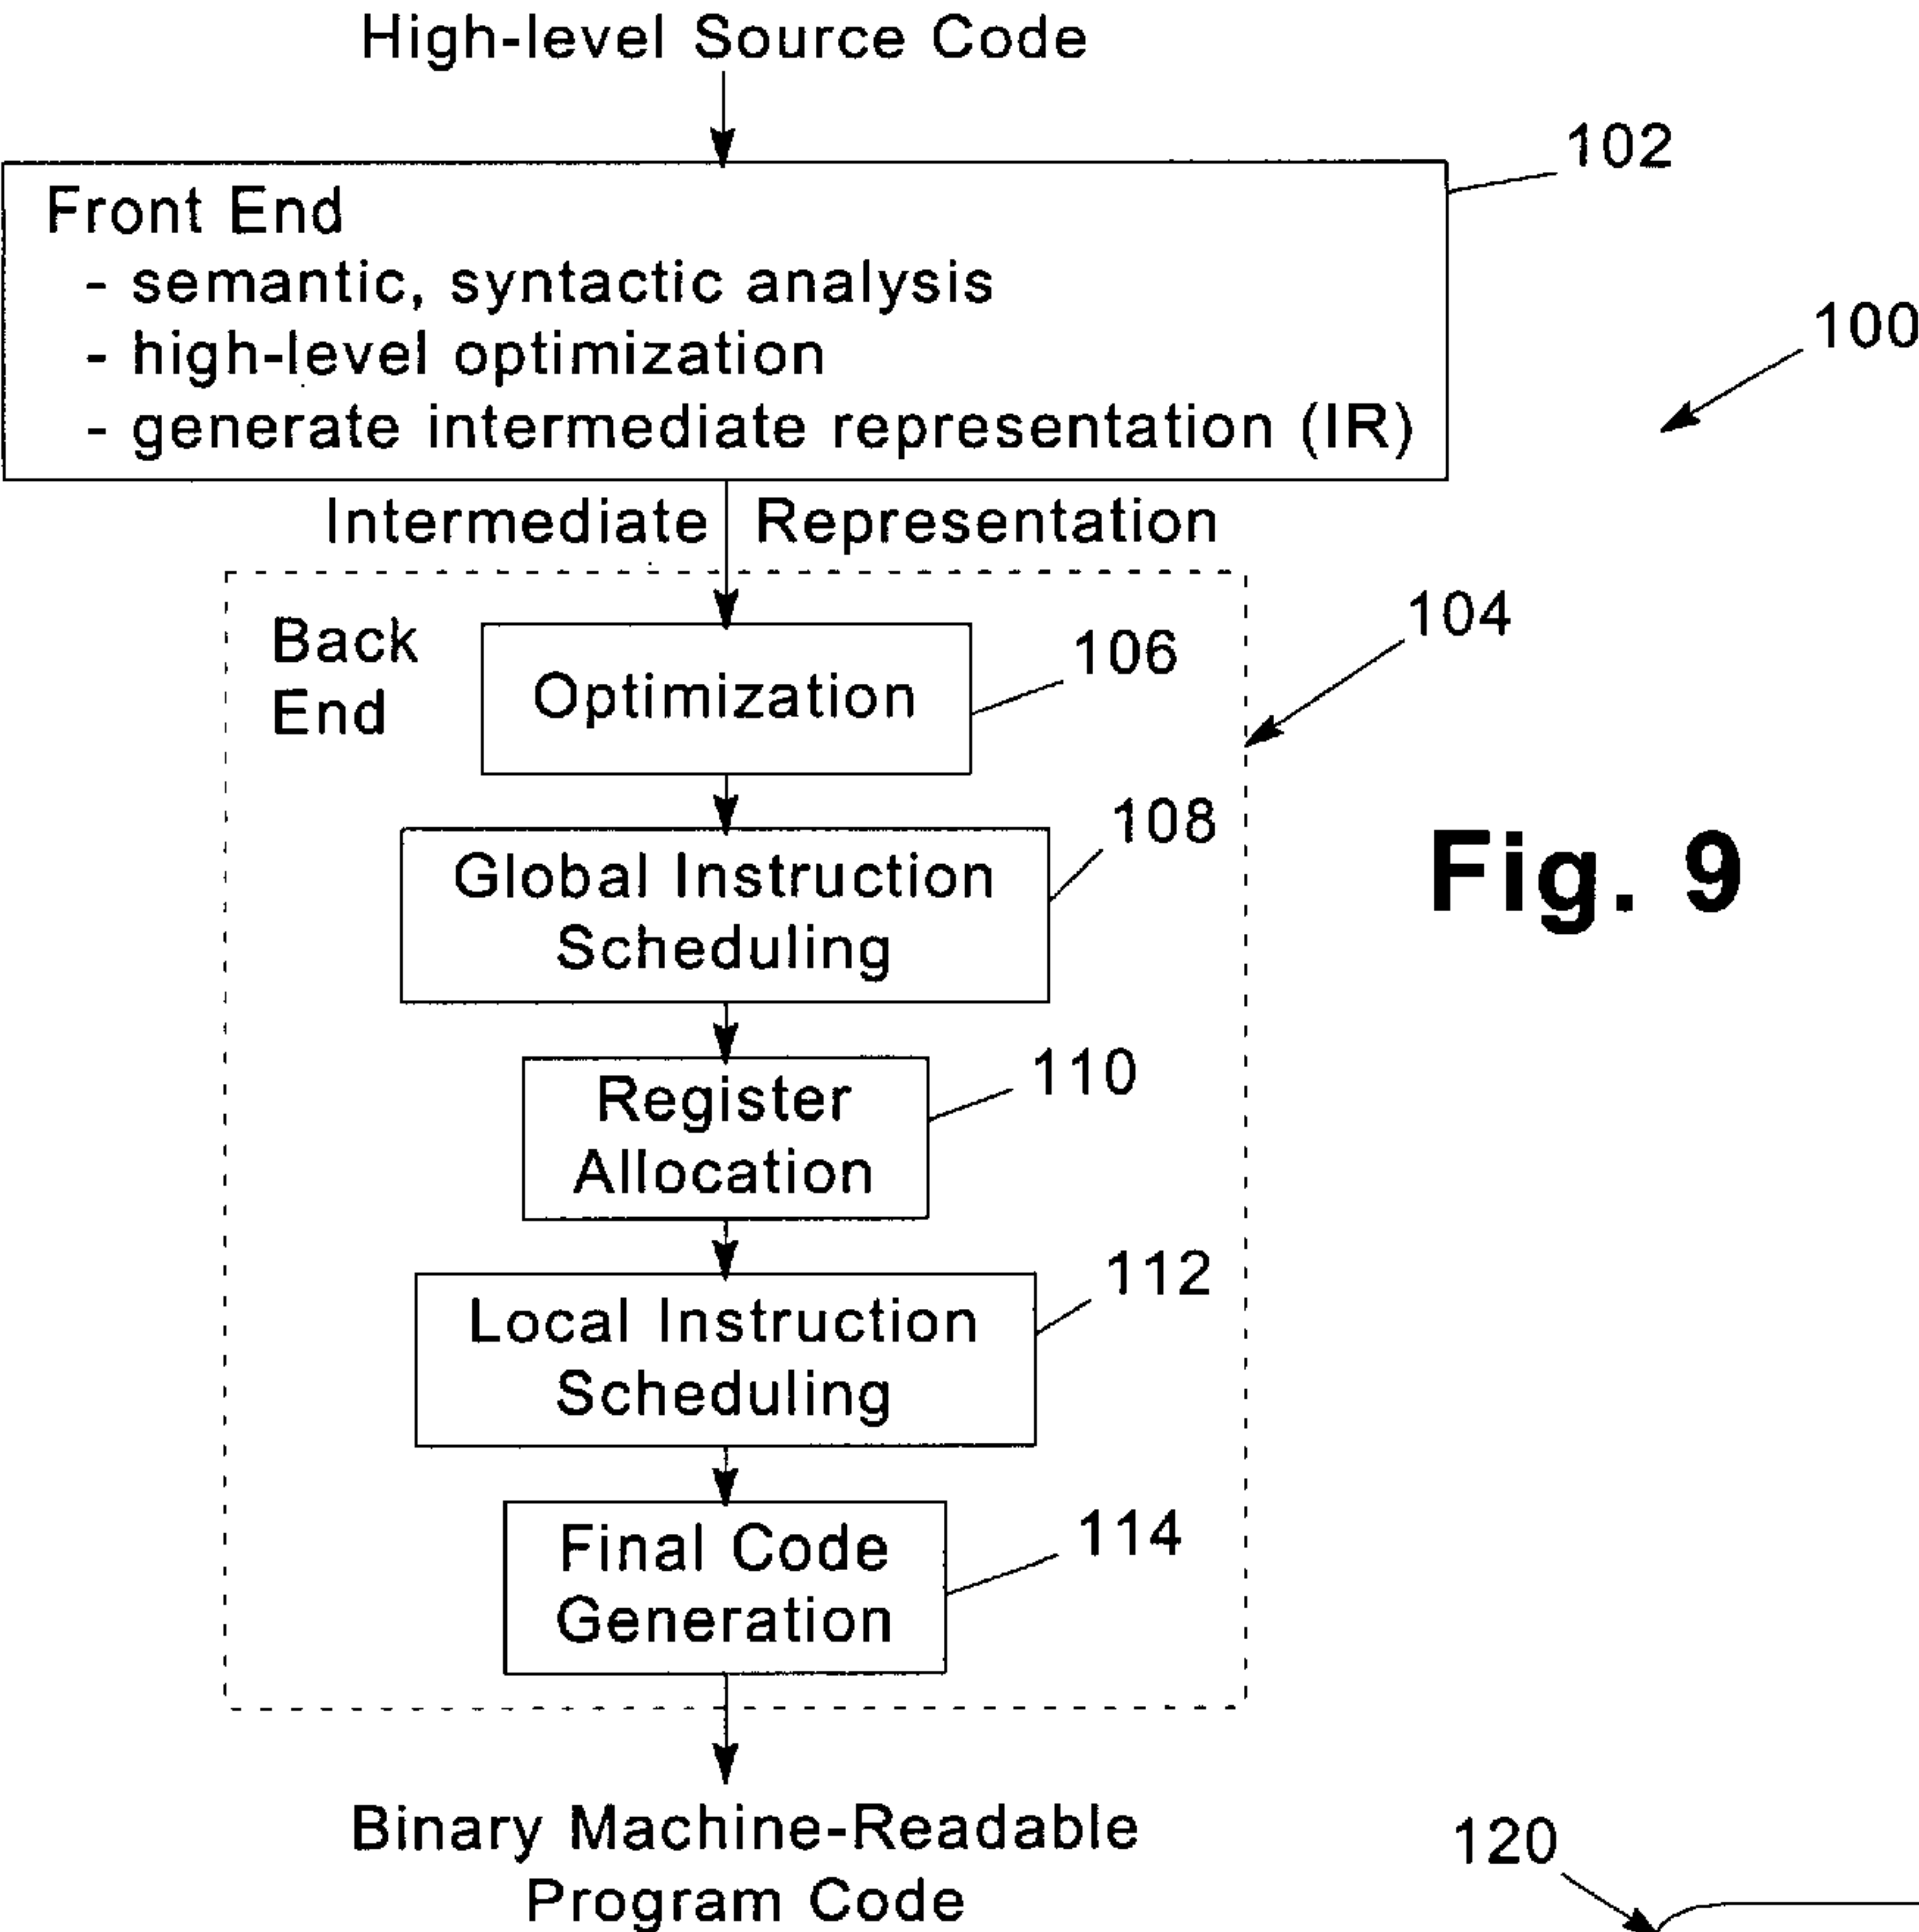 High-level Source Code
102
Front End
- semantic, syntactic analysis
- high-level optimization
- generate intermediate representation (IR)
100
Intermediate Representation
Back
End
104
Optimization
106
108
Global Instruction
Scheduling
Fig. 9
110
Register
Allocation
112
Local Instruction
Scheduling
114
Final Code
Generation
Binary Machine-Readable
Program Code
120